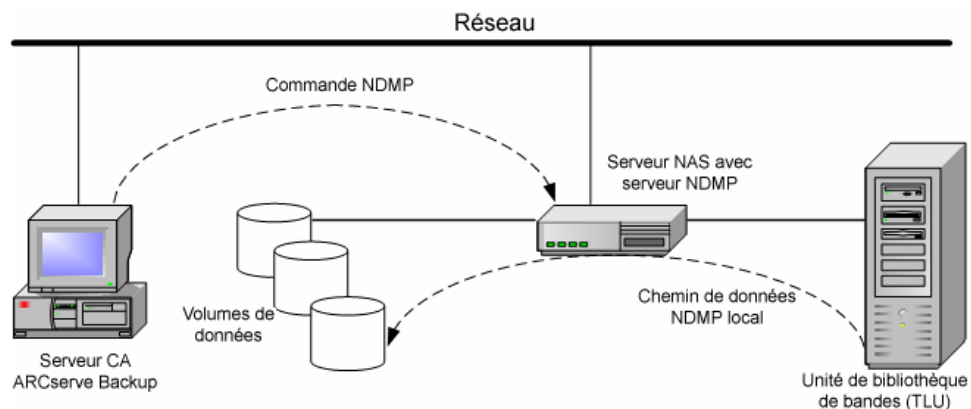 Réseau
Commande NDMP
Serveur NAS avec
serveur NDMP
Volumes de
données
Chemin de données
NDMP local
Serveur CA
ARCserve Backup
Unité de bibliothèque
de bandes (TLU)